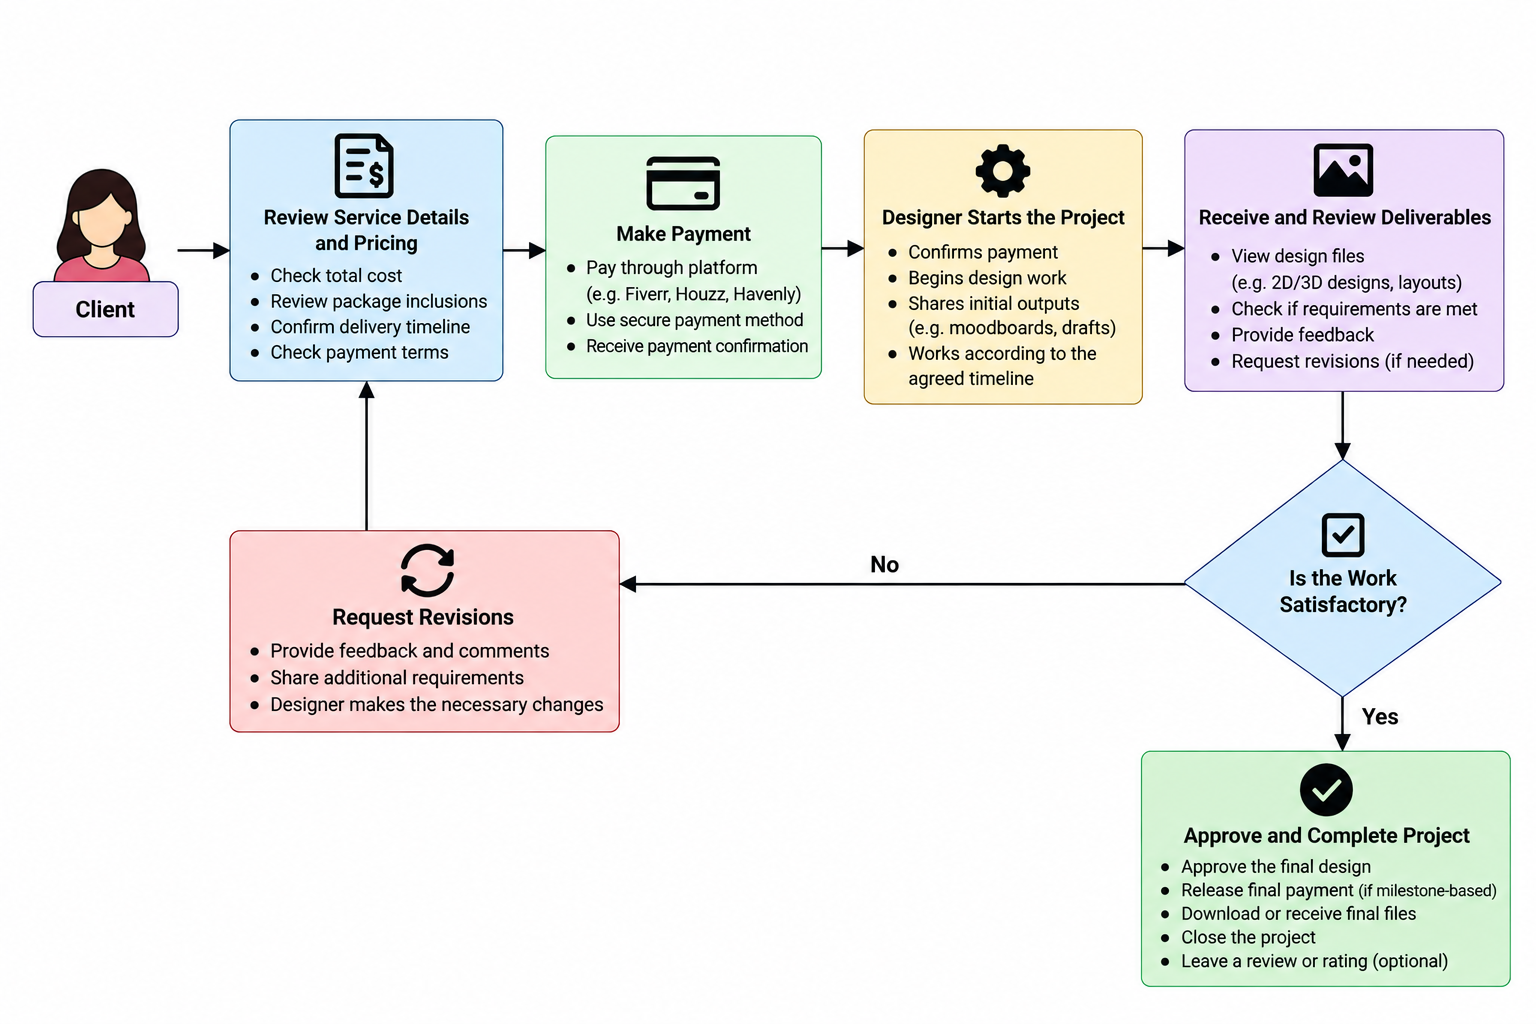 Client
Review Service Details
and Pricing
● Check total cost
● Review package inclusions
● Confirm delivery timeline
● Check payment terms
Make Payment
● Pay through platform
(e.g. Fiverr, Houzz, Havenly)
● Use secure payment method
● Receive payment confirmation
Designer Starts the Project
● Confirms payment
● Begins design work
● Shares initial outputs
(e.g. moodboards, drafts)
● Works according to the
agreed timeline
Receive and Review Deliverables
● View design files
(e.g. 2D/3D designs, layouts)
● Check if requirements are met
● Provide feedback
● Request revisions (if needed)
Is the Work
Satisfactory?
No
Request Revisions
● Provide feedback and comments
● Share additional requirements
● Designer makes the necessary changes
Yes
Approve and Complete Project
● Approve the final design
● Release final payment (if milestone-based)
● Download or receive final files
● Close the project
● Leave a review or rating (optional)